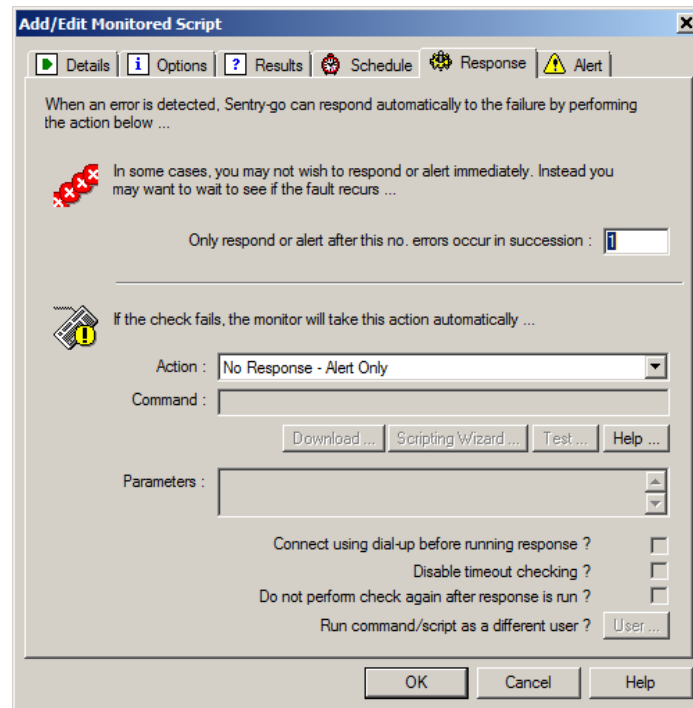 Add/Edit Monitored Script
Details
Options
Results
Schedule
Response
Alert
When an error is detected, Sentry-go can respond automatically to the failure by performing
the action below ...
In some cases, you may not wish to respond or alert immediately. Instead you
may want to wait to see if the fault recurs ...
Only respond or alert after this no. errors occur in succession : 1
If the check fails, the monitor will take this action automatically ...
Action : No Response - Alert Only
Command :
Download ... Scripting Wizard ... Test ... Help ...
Parameters :
Connect using dial-up before running response ?
Disable timeout checking ?
Do not perform check again after response is run ?
Run command/script as a different user ? User ...
OK Cancel Help